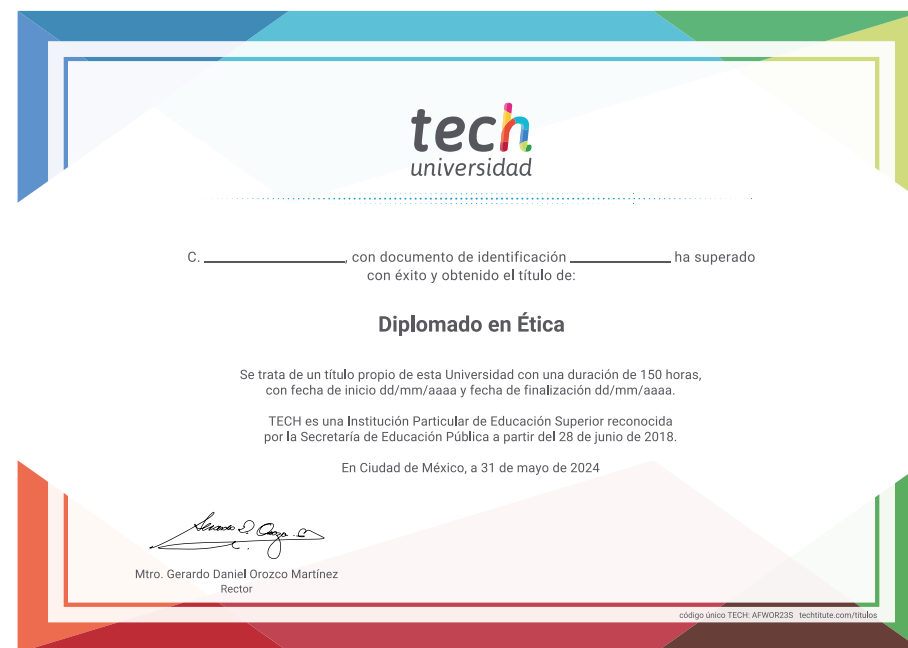 tech
universidad
C. ____________, con documento de identificación ____________ ha superado
con éxito y obtenido el título de:
Diplomado en Ética
Se trata de un título propio de esta Universidad con una duración de 150 horas,
con fecha de inicio dd/mm/aaaa y fecha de finalización dd/mm/aaaa.
TECH es una Institución Particular de Educación Superior reconocida
por la Secretaría de Educación Pública a partir del 28 de junio de 2018.
En Ciudad de México, a 31 de mayo de 2024
Mtro. Gerardo Daniel Orozco Martínez
Rector
código único TECH: AFWOR23S techtitute.com/titulos